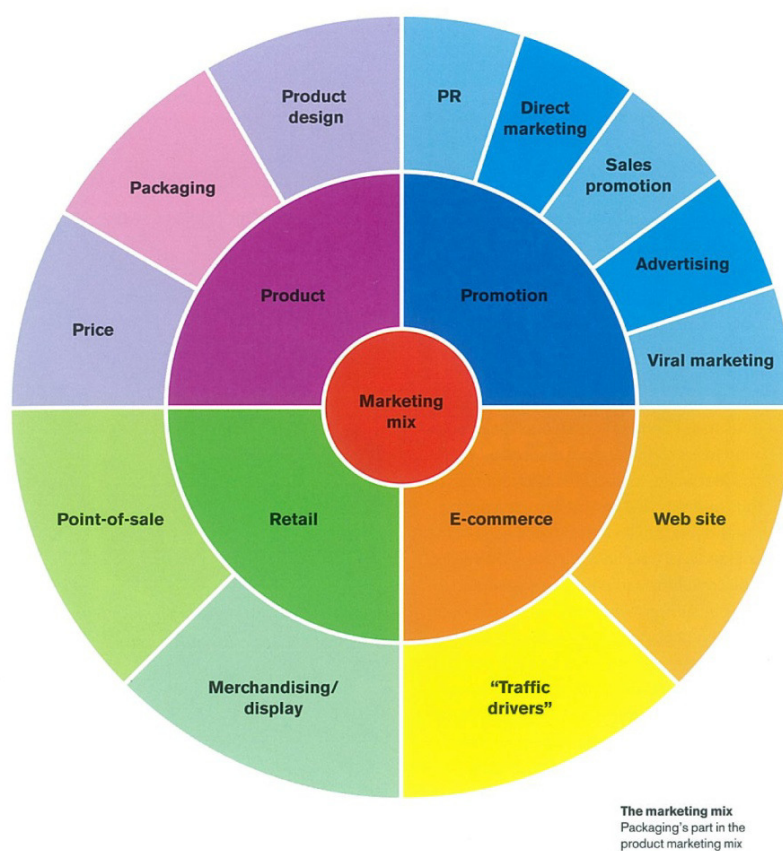 Product
design
PR
Direct
marketing
Sales
promotion
Packaging
Advertising
Price
Product
Promotion
Viral marketing
Marketing
mix
Point-of-sale
Retail
E-commerce
Web site
Merchandising/
display
“Traffic
drivers”
The marketing mix
Packaging’s part in the
product marketing mix